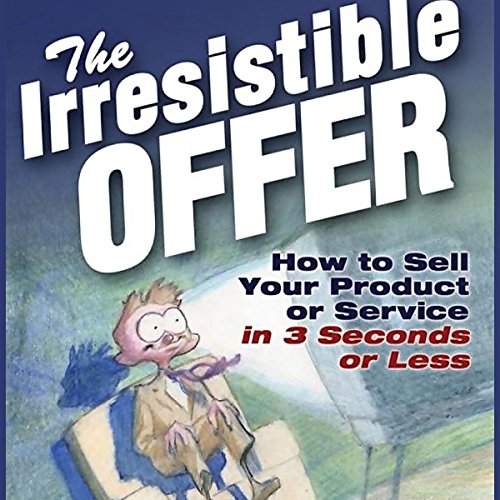 The
Irresistible
OFFER
How to Sell
Your Product
or Service
in 3 Seconds
or Less